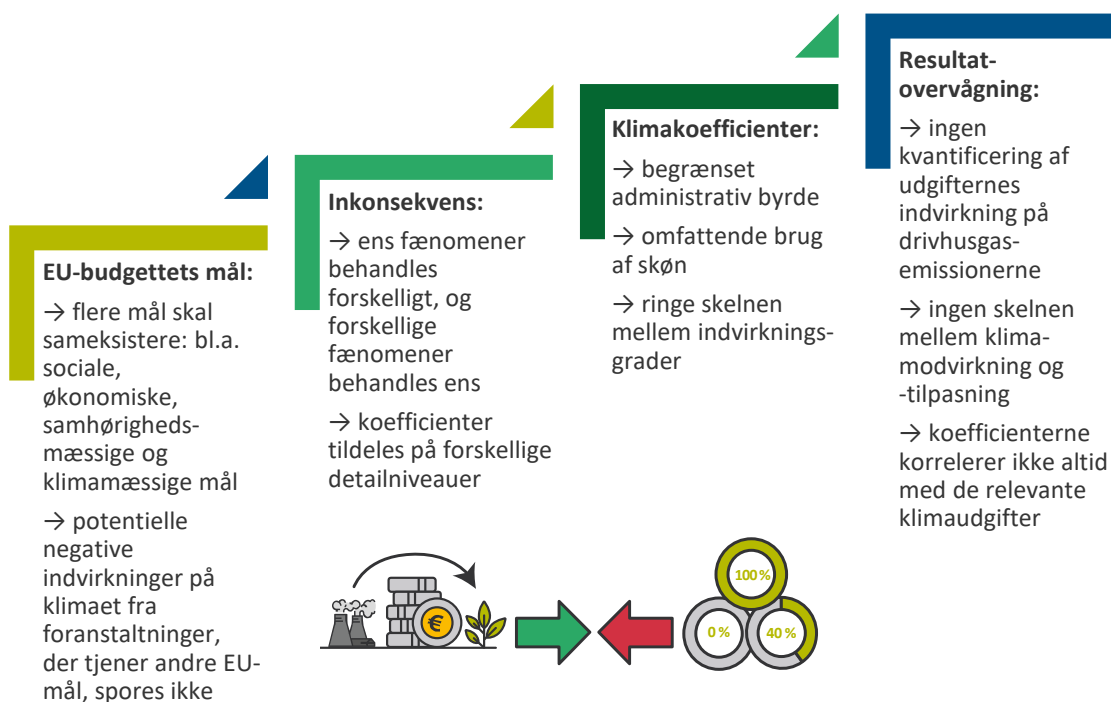 EU-budgettets mål:
→ flere mål skal
sameksistere: bl.a.
sociale,
økonomiske,
samhørigheds-
mæssige og
klimamæssige mål
→ potentielle
negative
indvirkninger på
klimaet fra
foranstaltninger,
der tjener andre EU-
mål, spores ikke
Inkonsekvens:
→ ens fænomener
behandles
forskelligt, og
forskellige
fænomener
behandles ens
→ koefficienter
tildeles på forskellige
detailniveauer
Klimakoefficienter:
→ begrænset
administrativ byrde
→ omfattende brug
af skøn
→ ringe skelnen
mellem indvirknings-
grader
Resultat-
overvågning:
→ ingen
kvantificering af
udgifternes
indvirkning på
drivhusgas-
emissionerne
→ ingen skelnen
mellem klima-
modvirkning og
-tilpasning
→ koefficienterne
korrelerer ikke altid
med de relevante
klimaudgifter
€
100 %
0 %
40 %